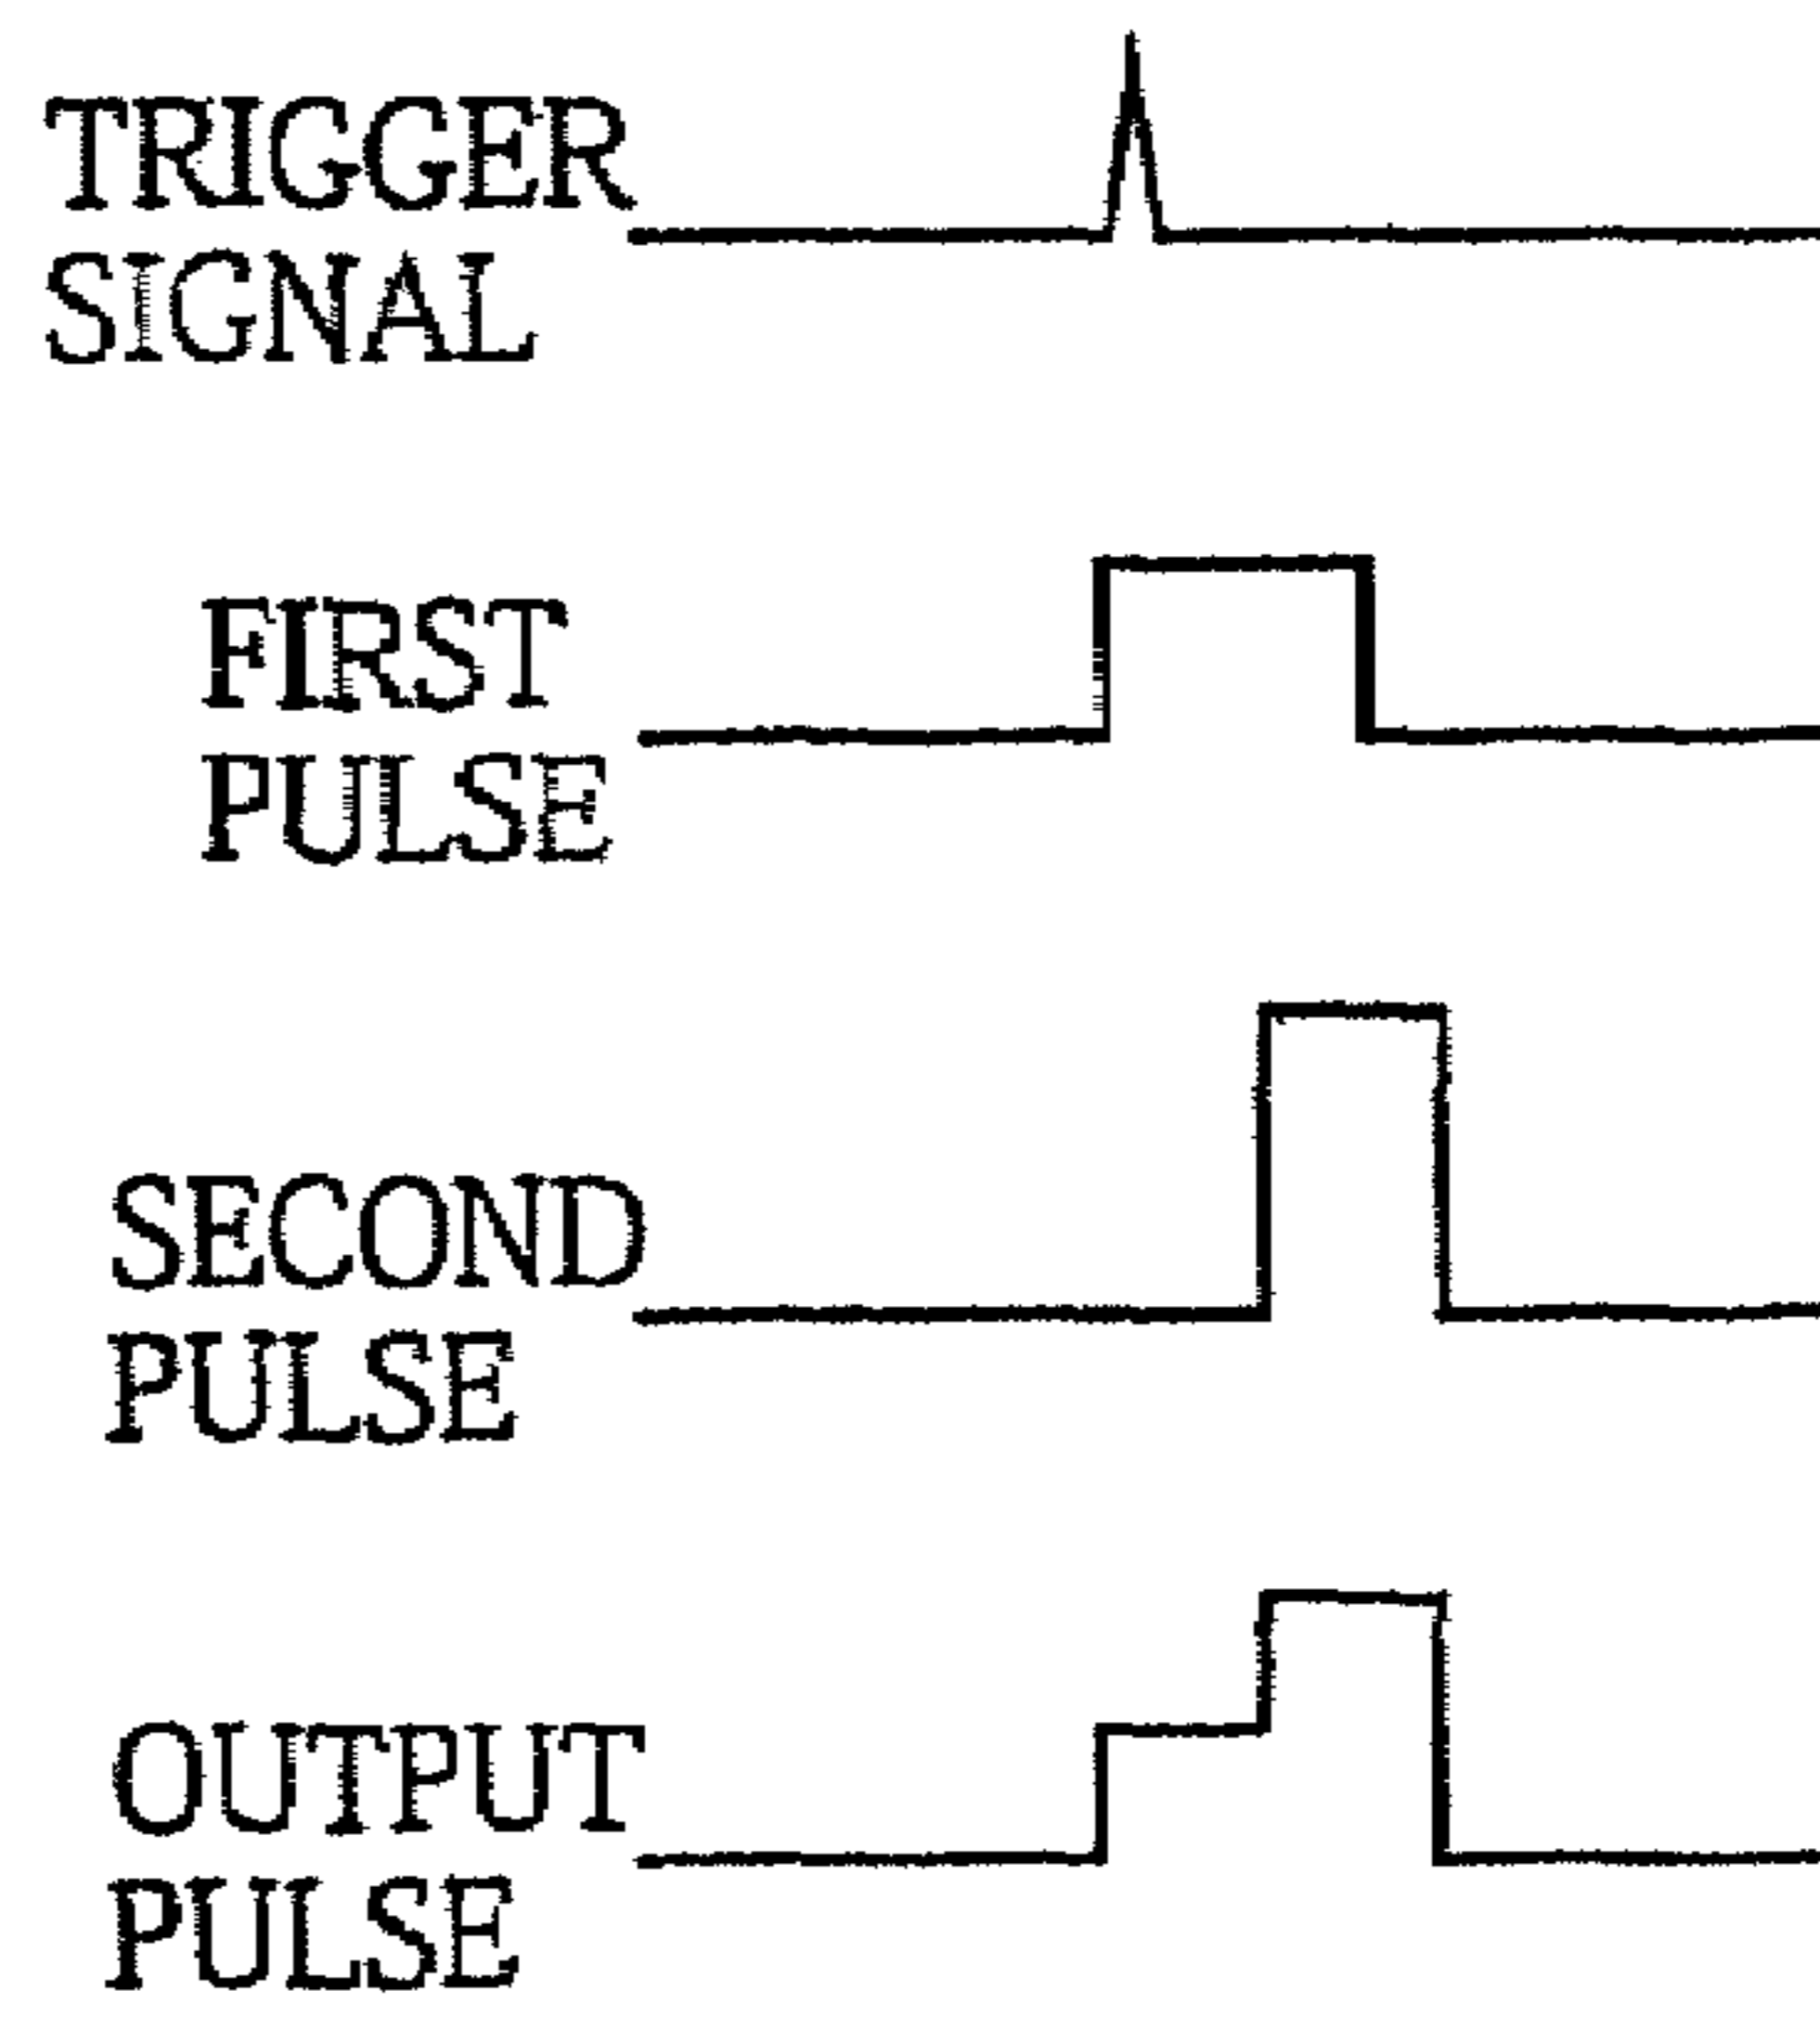 TRIGGER
SIGNAL
FIRST
PULSE
SECOND
PULSE
OUTPUT
PULSE